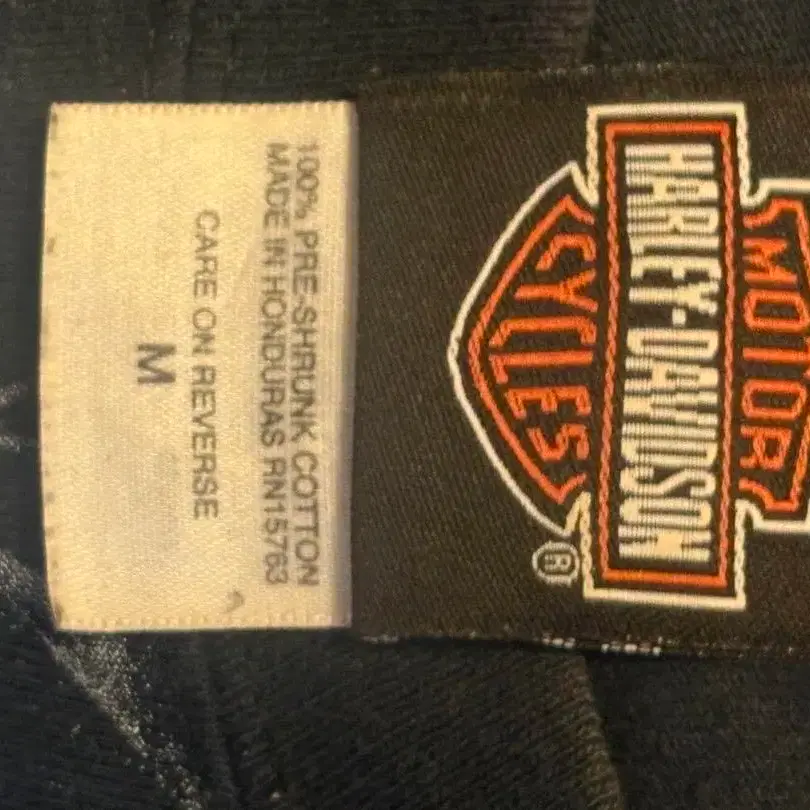 MOTOR
HARLEY-DAVIDSON
CYCLES
®
100% PRE-SHRUNK COTTON
MADE IN HONDURAS RN15763
CARE ON REVERSE
M